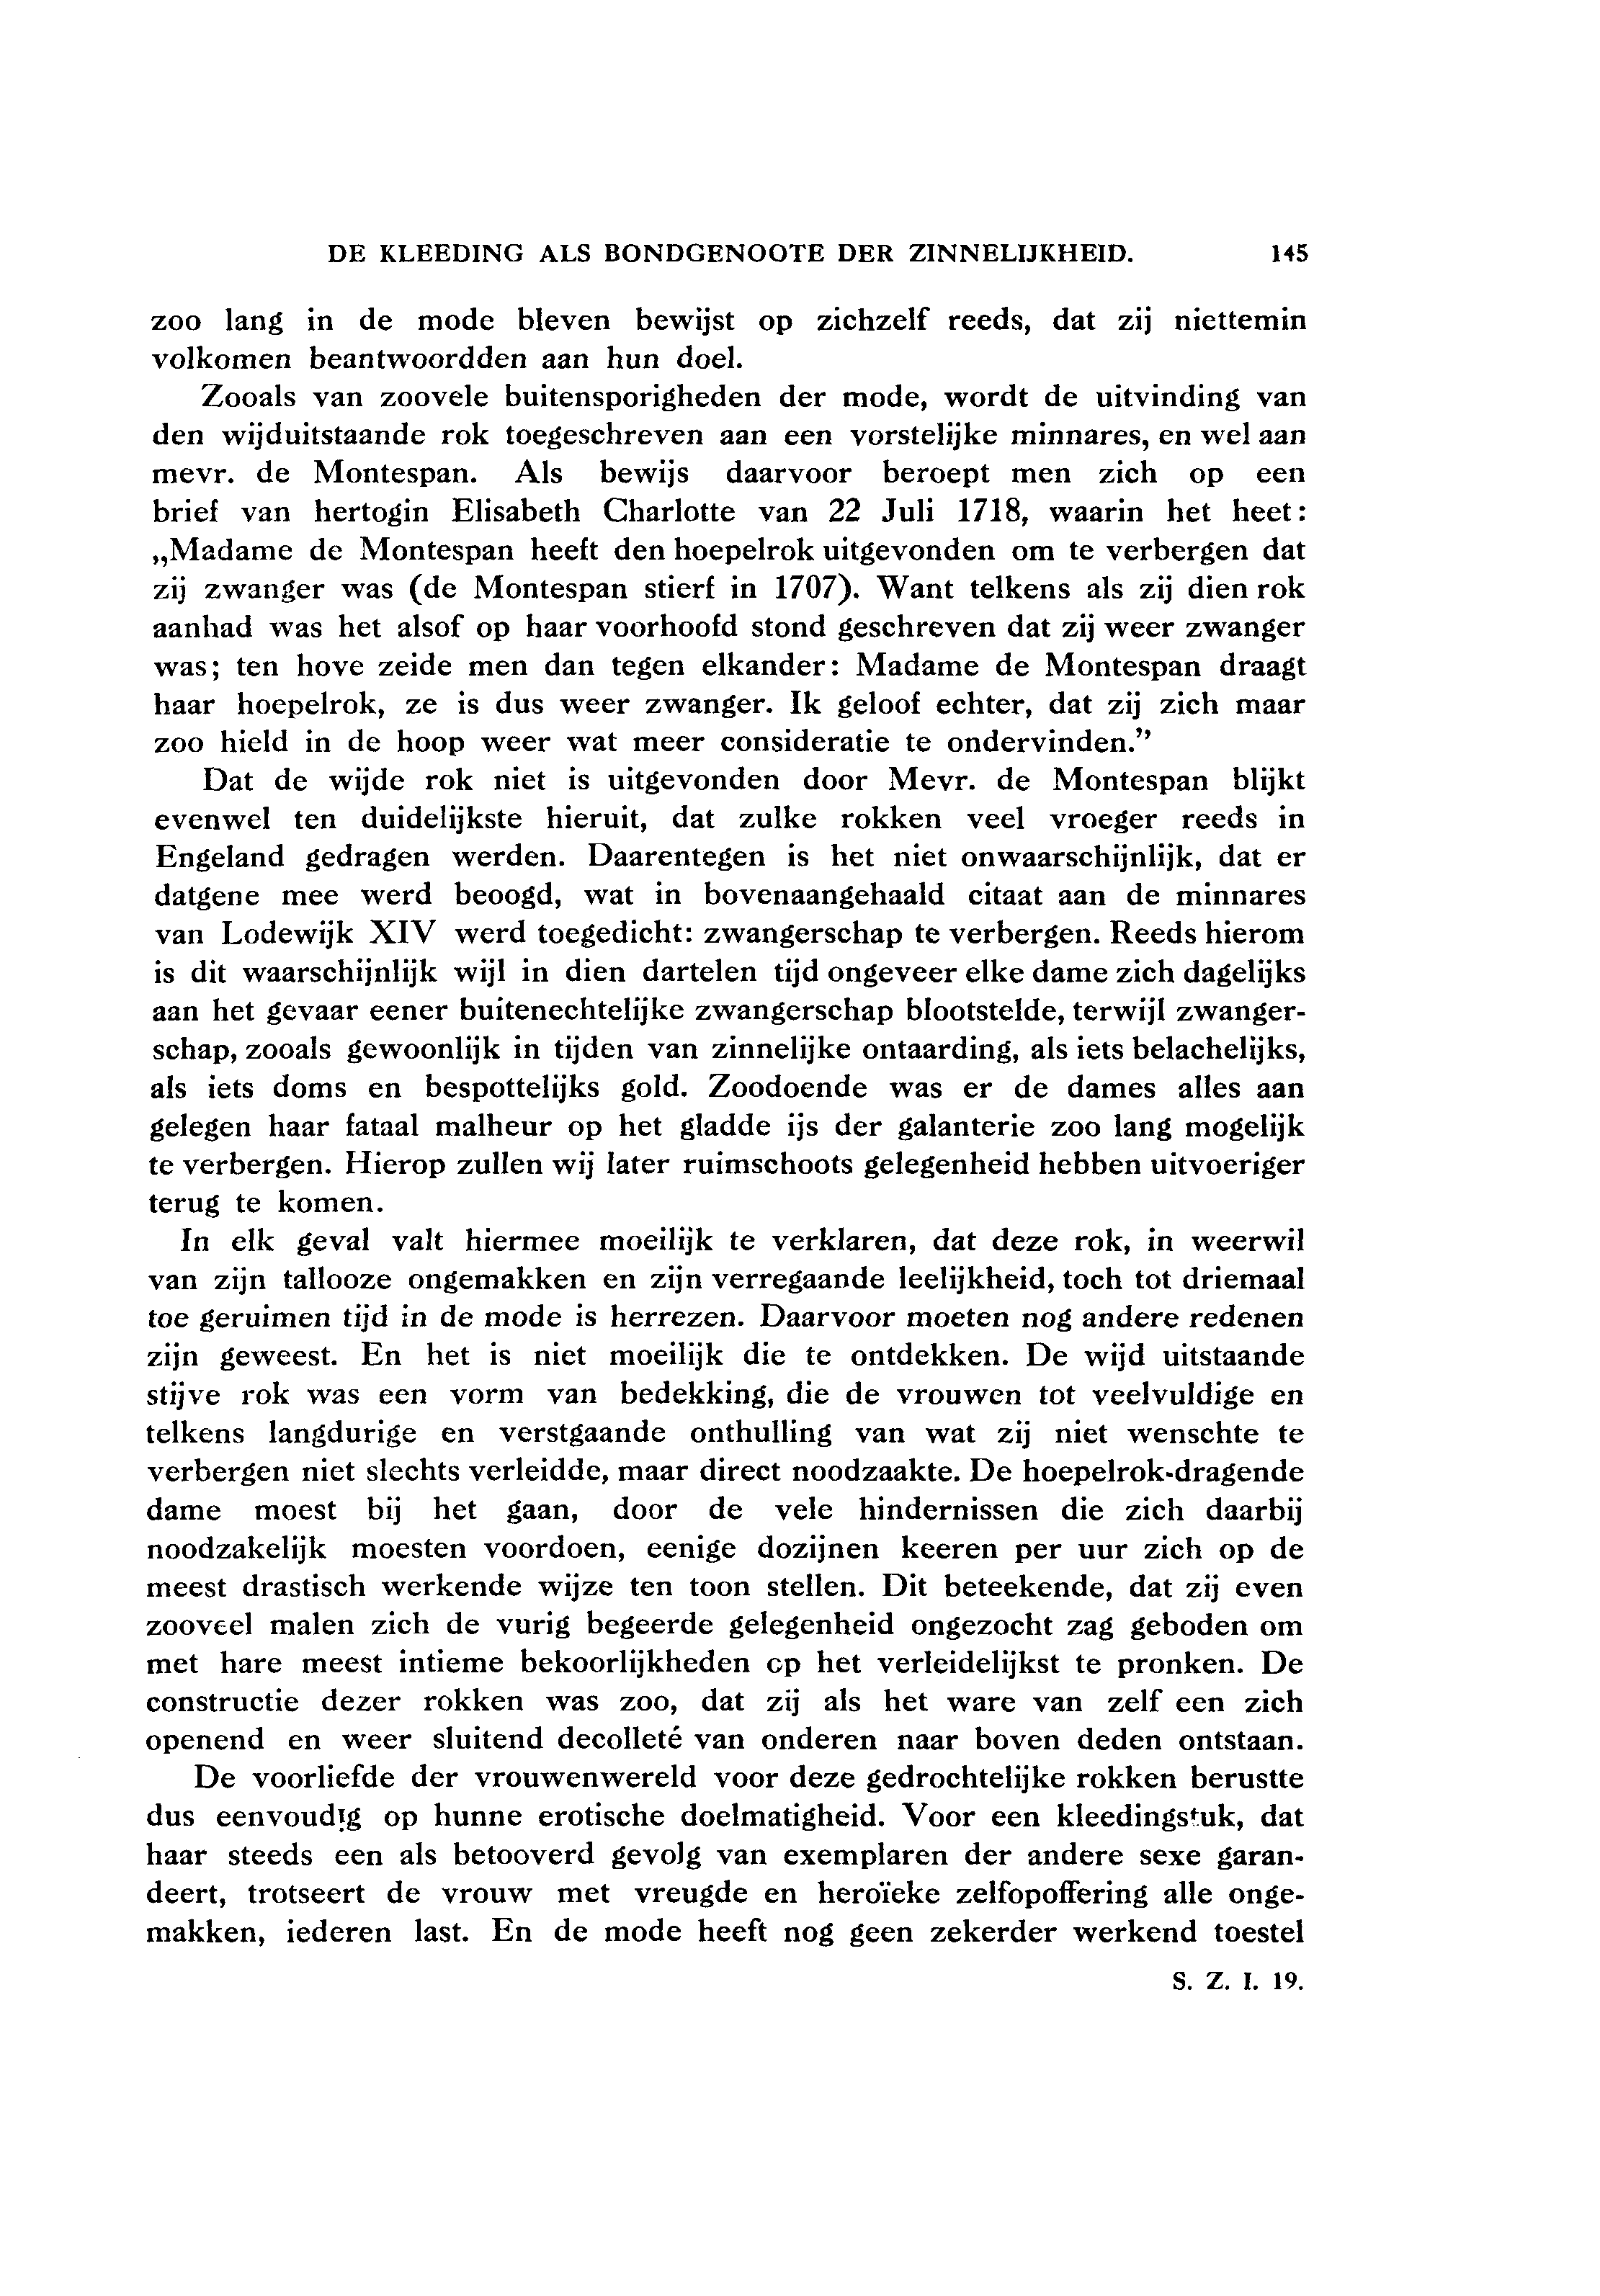 DE KLEEDING ALS BONDGENOOTE DER ZINNELIJKHEID. 145
zoo lang in de mode bleven bewijst op zichzelf reeds, dat zij niettemin
volkomen beantwoordden aan hun doel.
Zooals van zoovele buitensporigheden der mode, wordt de uitvinding van
den wijduitstaande rok toegeschreven aan een vorstelijke minnares, en wel aan
mevr. de Montespan. Als bewijs daarvoor beroept men zich op een
brief van hertogin Elisabeth Charlotte van 22 Juli 1718, waarin het heet:
„Madame de Montespan heeft den hoepelrok uitgevonden om te verbergen dat
zij zwanger was (de Montespan stierf in 1707). Want telkens als zij dien rok
aanhad was het alsof op haar voorhoofd stond geschreven dat zij weer zwanger
was; ten hove zeide men dan tegen elkander: Madame de Montespan draagt
haar hoepelrok, ze is dus weer zwanger. Ik geloof echter, dat zij zich maar
zoo hield in de hoop weer wat meer consideratie te ondervinden.”
Dat de wijde rok niet is uitgevonden door Mevr. de Montespan blijkt
evenwel ten duidelijkste hieruit, dat zulke rokken veel vroeger reeds in
Engeland gedragen werden. Daarentegen is het niet onwaarschijnlijk, dat er
datgene mee werd beoogd, wat in bovenaangehaald citaat aan de minnares
van Lodewijk XIV werd toegedicht: zwangerschap te verbergen. Reeds hierom
is dit waarschijnlijk wijl in dien dartelen tijd ongeveer elke dame zich dagelijks
aan het gevaar eener buitenechtelijke zwangerschap blootstelde, terwijl zwanger-
schap, zooals gewoonlijk in tijden van zinnelijke ontaarding, als iets belachelijks,
als iets doms en bespottelijks gold. Zoodoende was er de dames alles aan
gelegen haar fataal malheur op het gladde ijs der galanterie zoo lang mogelijk
te verbergen. Hierop zullen wij later ruimschoots gelegenheid hebben uitvoeriger
terug te komen.
In elk geval valt hiermee moeilijk te verklaren, dat deze rok, in weerwil
van zijn tallooze ongemakken en zijn verregaande leelijkheid, toch tot driemaal
toe geruimen tijd in de mode is herrezen. Daarvoor moeten nog andere redenen
zijn geweest. En het is niet moeilijk die te ontdekken. De wijd uitstaande
stijve rok was een vorm van bedekking, die de vrouwen tot veelvuldige en
telkens langdurige en verstgaande onthulling van wat zij niet wenschte te
verbergen niet slechts verleidde, maar direct noodzaakte. De hoepelrok-dragende
dame moest bij het gaan, door de vele hindernissen die zich daarbij
noodzakelijk moesten voordoen, eenige dozijnen keeren per uur zich op de
meest drastisch werkende wijze ten toon stellen. Dit beteekende, dat zij even
zooveel malen zich de vurig begeerde gelegenheid ongezocht zag geboden om
met hare meest intieme bekoorlijkheden op het verleidelijkst te pronken. De
constructie dezer rokken was zoo, dat zij als het ware van zelf een zich
openend en weer sluitend decolleté van onderen naar boven deden ontstaan.
De voorliefde der vrouwenwereld voor deze gedrochtelijke rokken berustte
dus eenvoudig op hunne erotische doelmatigheid. Voor een kleedingstuk, dat
haar steeds een als betooverd gevolg van exemplaren der andere sexe garan-
deert, trotseert de vrouw met vreugde en heroïeke zelfopoffering alle onge-
makken, iederen last. En de mode heeft nog geen zekerder werkend toestel
S. Z. I. 19.